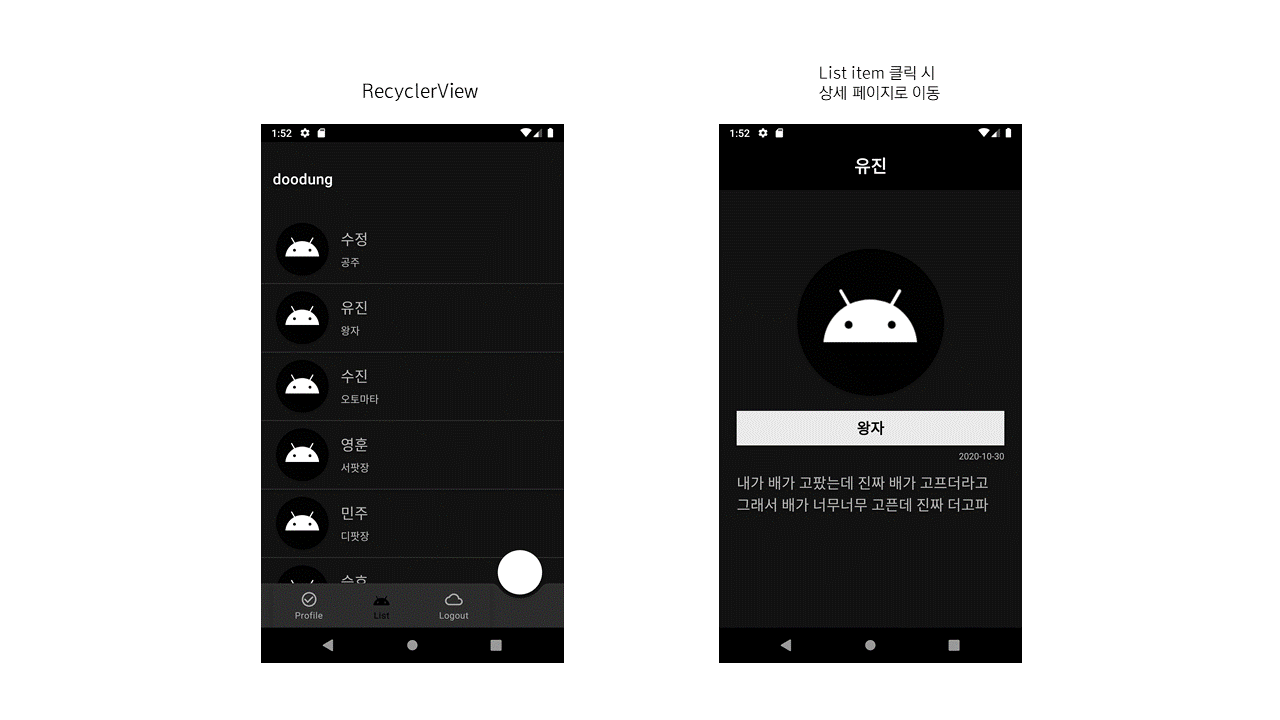 RecyclerView
List item 클릭 시
상세 페이지로 이동
1:52
doodung
수정
공주
유진
왕자
수진
오토마타
영훈
서팟장
민주
디팟장
Profile
List
Logout
1:52
유진
왕자
2020-10-30
내가 배가 고팠는데 진짜 배가 고프더라고
그래서 배가 너무너무 고픈데 진짜 더고파